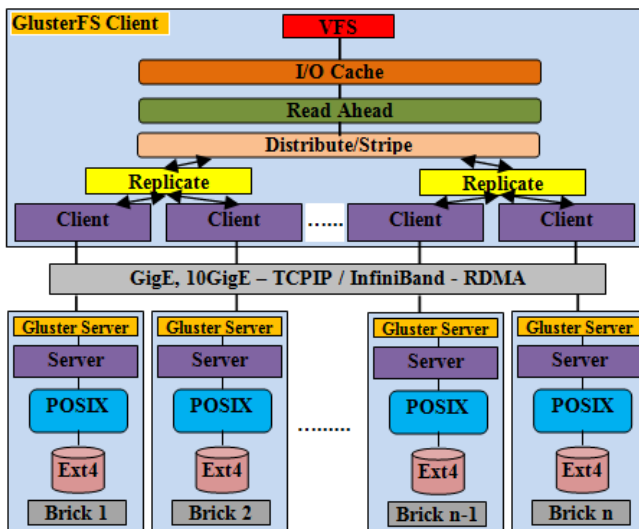 GlusterFS Client
VFS
I/O Cache
Read Ahead
Distribute/Stripe
Replicate Replicate
Client Client ...... Client Client
GigE, 10GigE – TCPIP / InfiniBand - RDMA
Gluster Server Gluster Server Gluster Server Gluster Server
Server Server Server Server
POSIX POSIX POSIX POSIX
.........
Ext4 Ext4 Ext4 Ext4
Brick 1 Brick 2 Brick n-1 Brick n